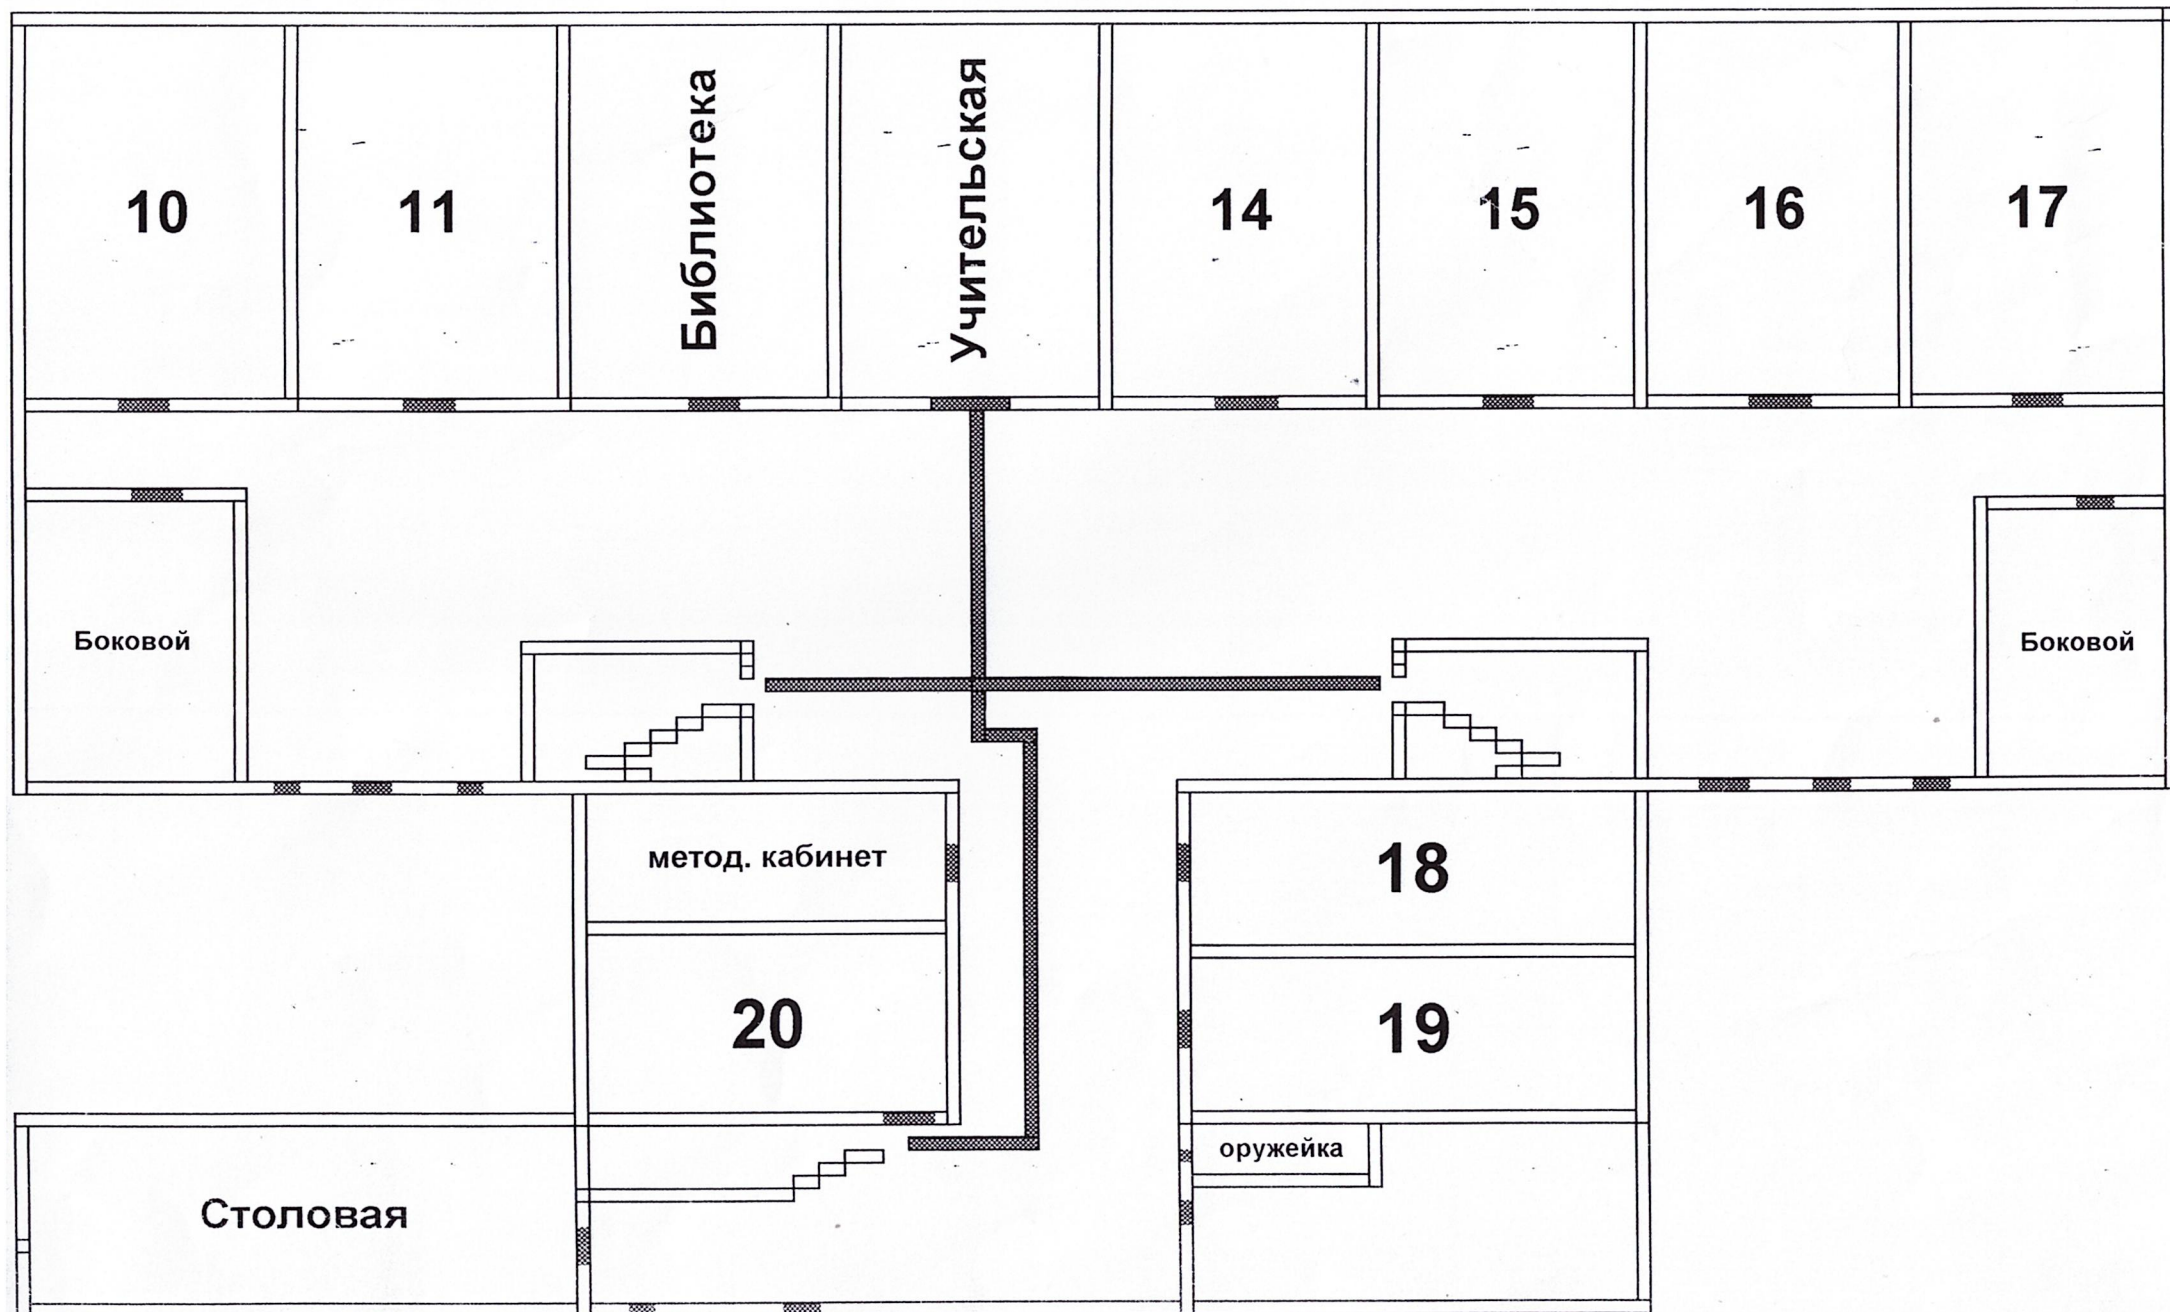 10
11
Библиотека
Учительская
14
15
16
17
Боковой
Боковой
метод. кабинет
18
20
19
оружейка
Столовая